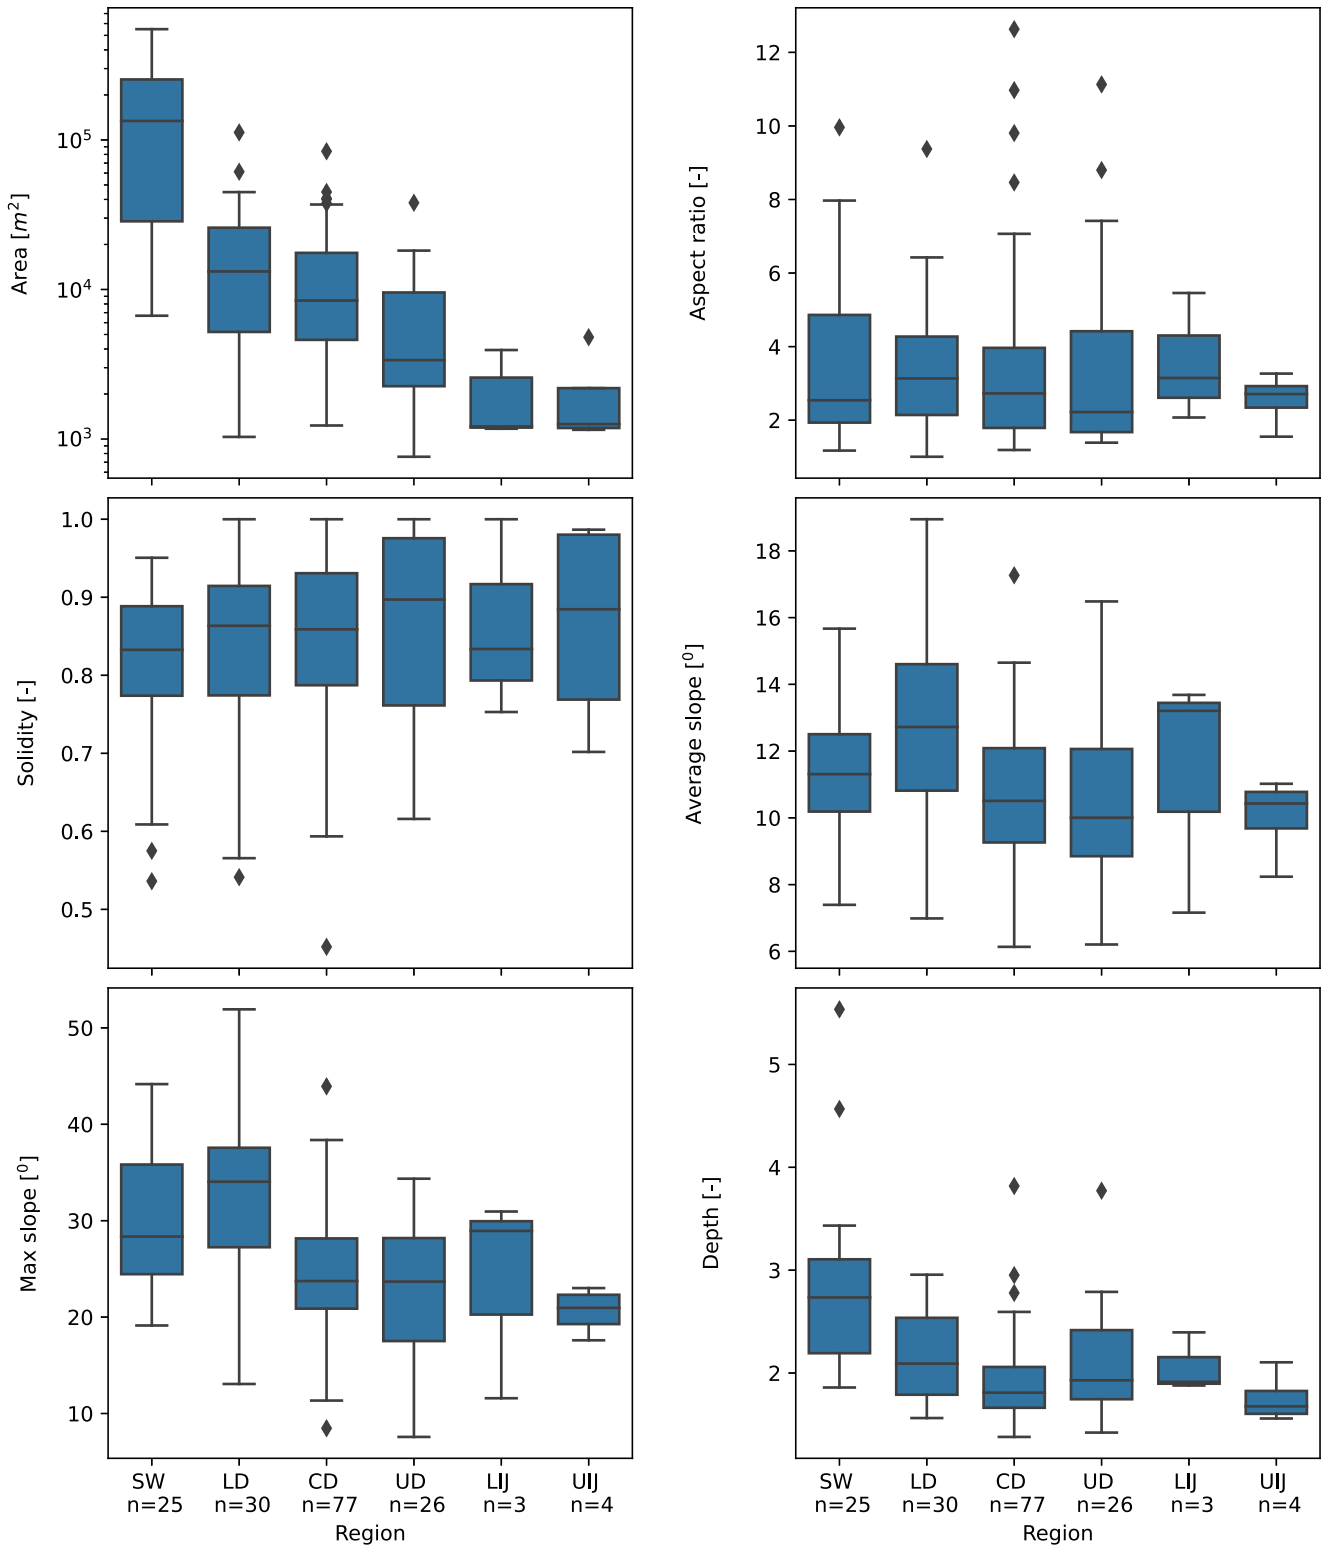 Area [m²]
10⁵
10⁴
10³
Aspect ratio [-]
12
10
8
6
4
2
Solidity [-]
1.0
0.9
0.8
0.7
0.6
0.5
Average slope [⁰]
18
16
14
12
10
8
6
Max slope [⁰]
50
40
30
20
10
Depth [-]
5
4
3
2
SW LD CD UD LIJ UIJ
n=25 n=30 n=77 n=26 n=3 n=4
Region
SW LD CD UD LIJ UIJ
n=25 n=30 n=77 n=26 n=3 n=4
Region